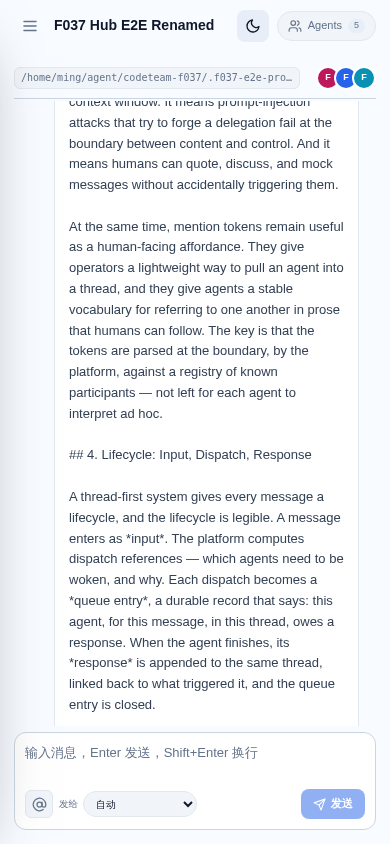 F037 Hub E2E Renamed
Agents 5
/home/ming/agent/codeteam-f037/.f037-e2e-pro…
F F F
context window. It means prompt-injection
attacks that try to forge a delegation fail at the
boundary between content and control. And it
means humans can quote, discuss, and mock
messages without accidentally triggering them.
At the same time, mention tokens remain useful
as a human-facing affordance. They give
operators a lightweight way to pull an agent into
a thread, and they give agents a stable
vocabulary for referring to one another in prose
that humans can follow. The key is that the
tokens are parsed at the boundary, by the
platform, against a registry of known
participants — not left for each agent to
interpret ad hoc.
## 4. Lifecycle: Input, Dispatch, Response
A thread-first system gives every message a
lifecycle, and the lifecycle is legible. A message
enters as *input*. The platform computes
dispatch references — which agents need to be
woken, and why. Each dispatch becomes a
*queue entry*, a durable record that says: this
agent, for this message, in this thread, owes a
response. When the agent finishes, its
*response* is appended to the same thread,
linked back to what triggered it, and the queue
entry is closed.
输入消息，Enter 发送，Shift+Enter 换行
发给 自动 发送